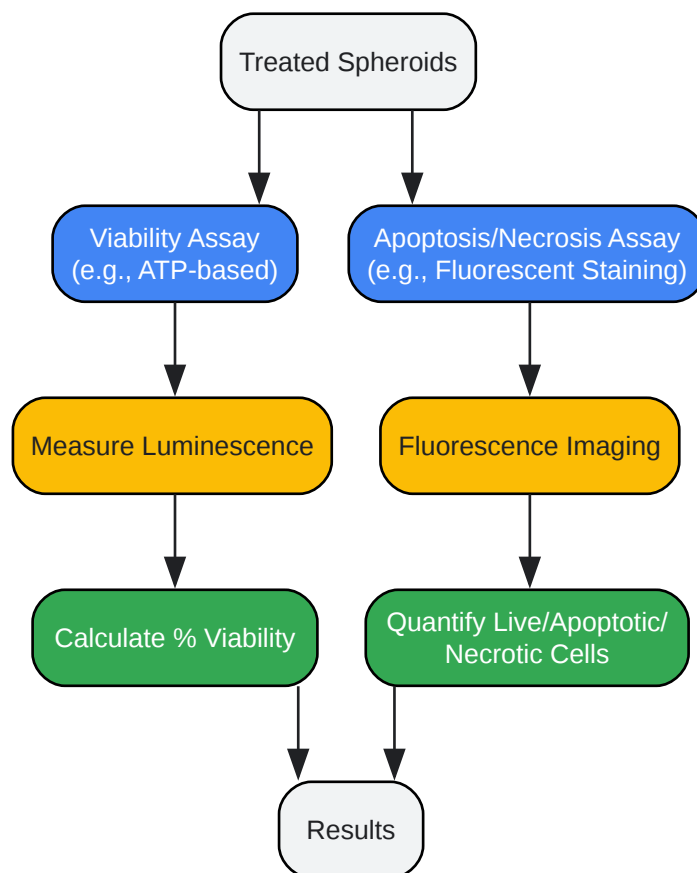 Treated Spheroids
Viability Assay
(e.g., ATP-based)
Apoptosis/Necrosis Assay
(e.g., Fluorescent Staining)
Measure Luminescence
Fluorescence Imaging
Calculate % Viability
Quantify Live/Apoptotic/
Necrotic Cells
Results